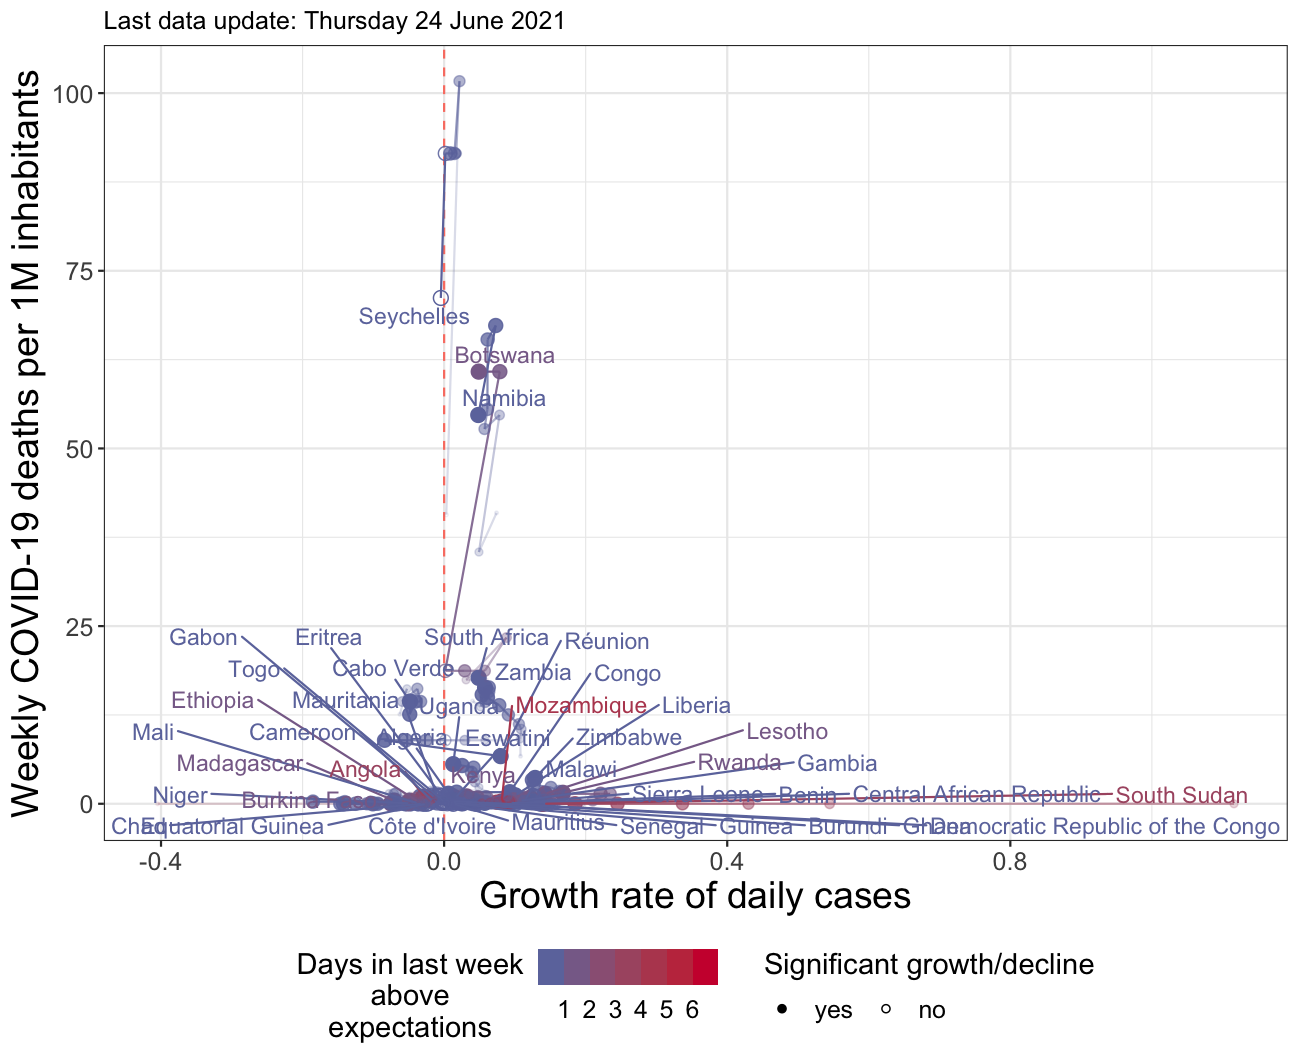 Last data update: Thursday 24 June 2021
Weekly COVID-19 deaths per 1M inhabitants
100
75
50
25
0
Seychelles
Botswana
Namibia
Gabon Eritrea South Africa Réunion
Togo Cabo Verde Zambia Congo
Ethiopia Mauritania Uganda Mozambique Liberia
Mali Cameroon Algeria Eswatini Zimbabwe Lesotho
Madagascar Angola Kenya Malawi Rwanda Gambia
Niger Burkina Faso Sierra Leone Benin Central African Republic South Sudan
Chad Equatorial Guinea Côte d'Ivoire Mauritius Senegal Guinea Burundi Ghana Democratic Republic of the Congo
-0.4 0.0 0.4 0.8
Growth rate of daily cases
Days in last week
above
expectations
1 2 3 4 5 6
Significant growth/decline
yes no